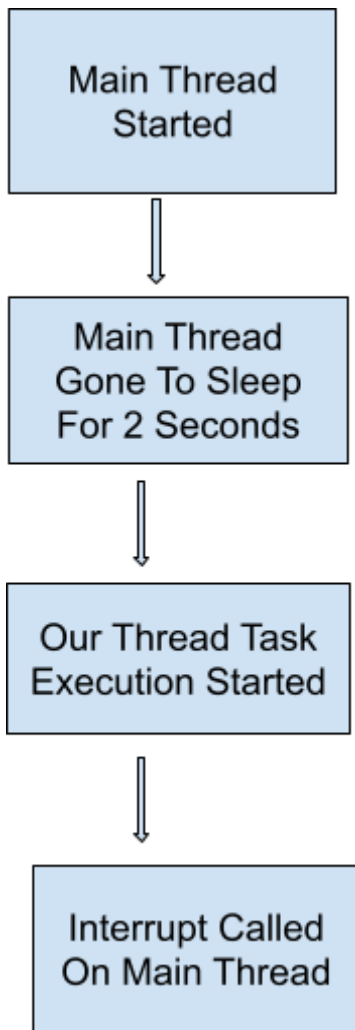 Main Thread
Started
Main Thread
Gone To Sleep
For 2 Seconds
Our Thread Task
Execution Started
Interrupt Called
On Main Thread